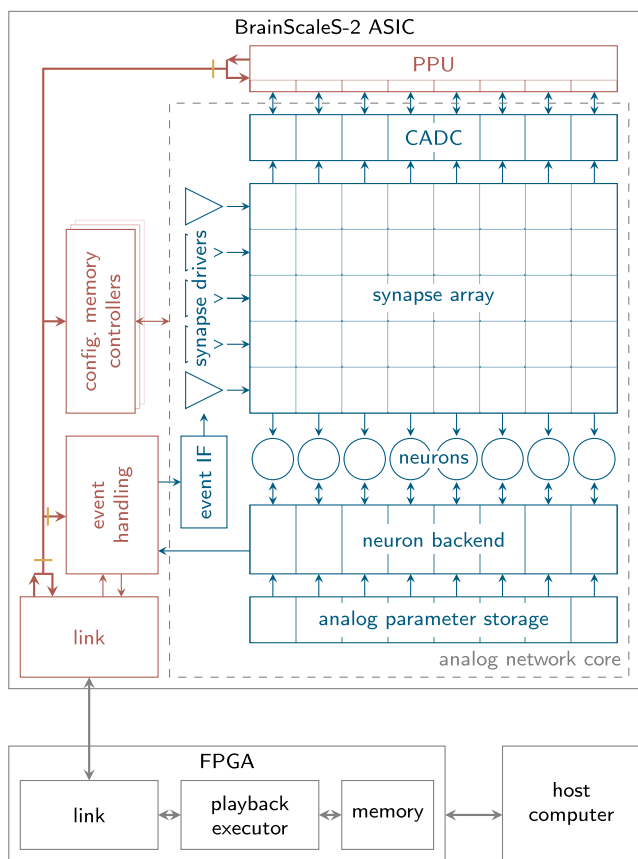 BrainScaleS-2 ASIC
PPU
CADC
synapse drivers
synapse array
config. memory
controllers
neurons
event IF
event
handling
neuron backend
analog parameter storage
link
analog network core
FPGA
link
playback
executor
memory
host
computer